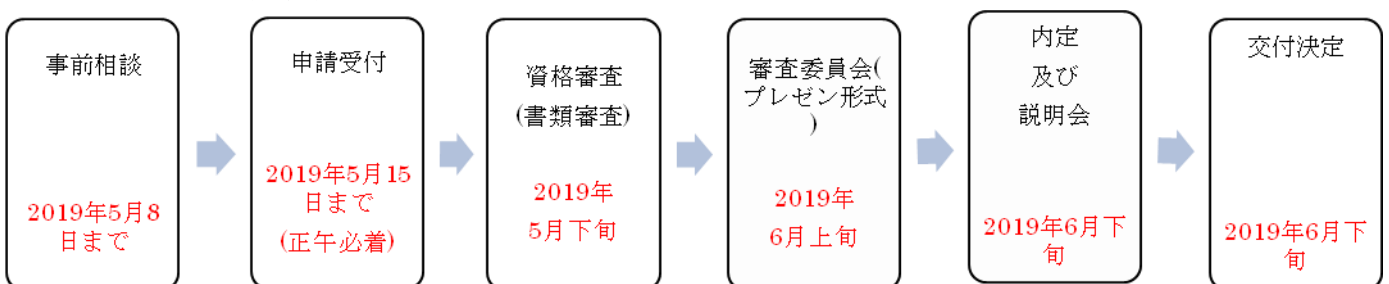 事前相談
2019年5月8
日まで
申請受付
2019年5月15
日まで
(正午必着)
資格審査
(書類審査)
2019年
5月下旬
審査委員会(
プレゼン形式
)
2019年
6月上旬
内定
及び
説明会
2019年6月下
旬
交付決定
2019年6月下
旬